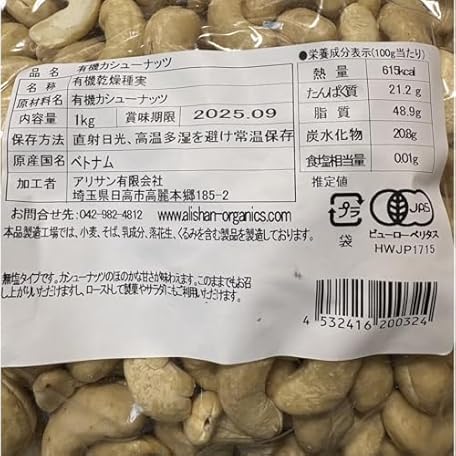 品名 有機カシューナッツ
名称 有機乾燥種実
原材料名 有機カシューナッツ
内容量 1kg 賞味期限 2025.09
保存方法 直射日光、高温多湿を避け常温保存
原産国名 ベトナム
加工者 アリサン有限会社
埼玉県日高市高麗本郷185-2
お問合せ先:042-982-4812 www.alishan-organics.com
本品製造工場では、小麦、そば、乳成分、落花生、くるみを含む製品を製造しております。
無塩タイプです。カシューナッツのほのかな甘さが味わえます。このままでもお召
し上がりいただけますし、ローストして製菓やサラダにもご利用いただけます。
●栄養成分表示(100g当たり)
熱量 615kcal
たんぱく質 21.2g
脂質 48.9g
炭水化物 20.8g
食塩相当量 0.01g
推定値
プラ
袋
JAS
ビューローベリタス
HWJP1715
4 532416 200324